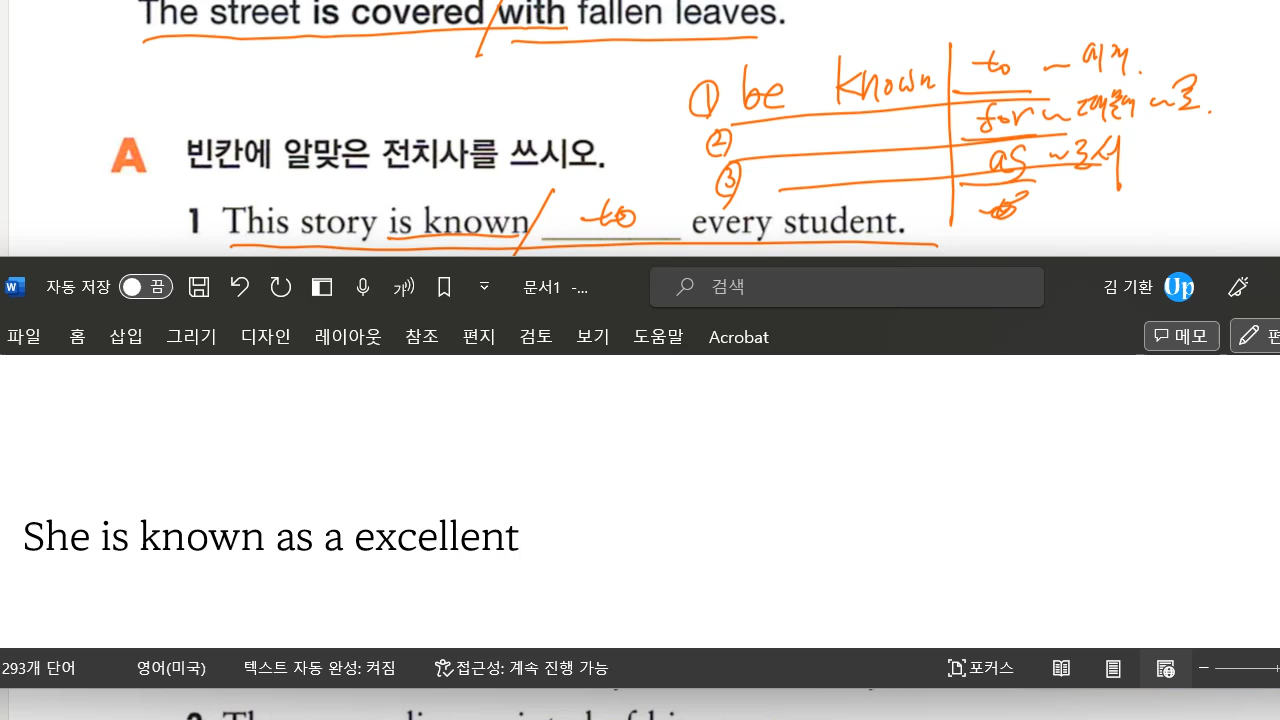 The street is covered with fallen leaves.
① be known to ~에게.
② for ~ 때문에 ~로.
③ as ~로서
A 빈칸에 알맞은 전치사를 쓰시오.
1 This story is known to every student.
W 자동 저장 끔 가)) 문서1 -... 검색 김 기환 Up
파일 홈 삽입 그리기 디자인 레이아웃 참조 편지 검토 보기 도움말 Acrobat 메모
She is known as a excellent
293개 단어 영어(미국) 텍스트 자동 완성: 켜짐 접근성: 계속 진행 가능 포커스